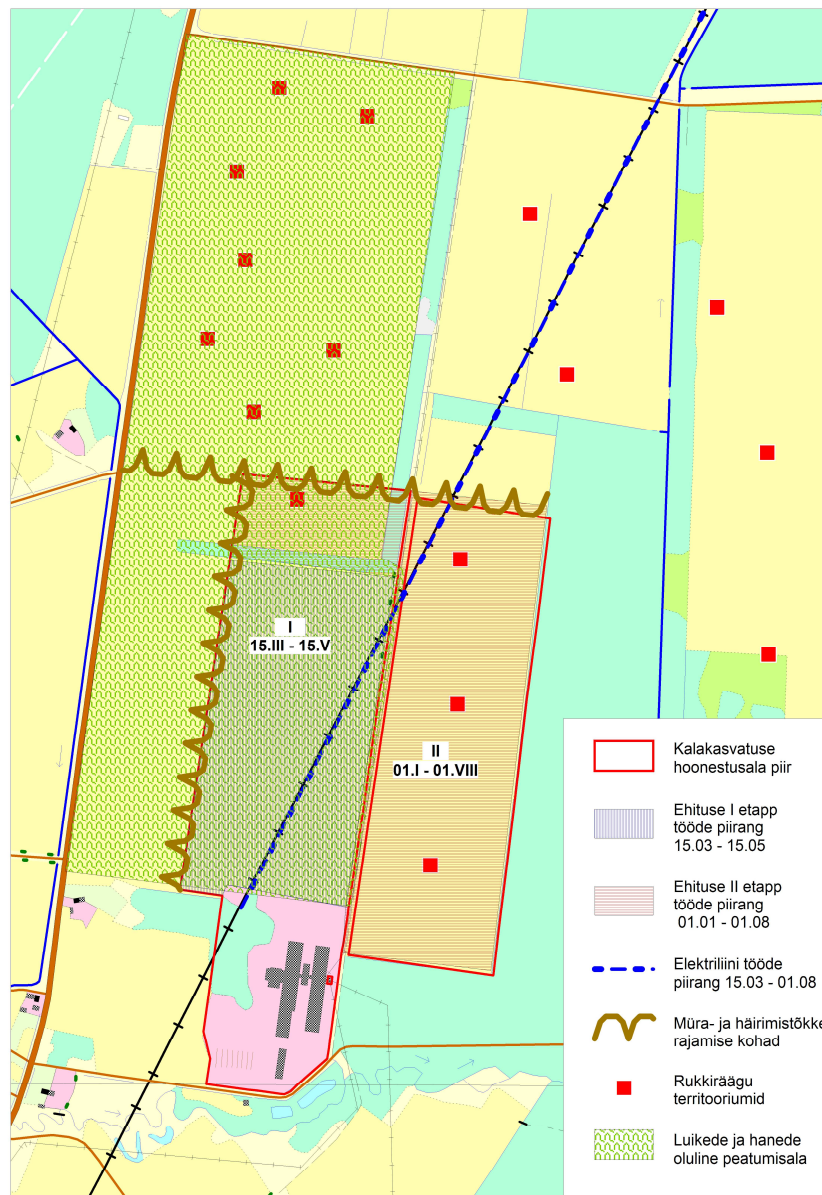 I
15.III - 15.V
II
01.I - 01.VIII
Kalakasvatuse
hoonestusala piir
Ehituse I etapp
tööde piirang
15.03 - 15.05
Ehituse II etapp
tööde piirang
01.01 - 01.08
Elektriliini tööde
piirang 15.03 - 01.08
Müra- ja häirimistõkke
rajamise kohad
Rukkiräägu
territooriumid
Luikede ja hanede
oluline peatumisala